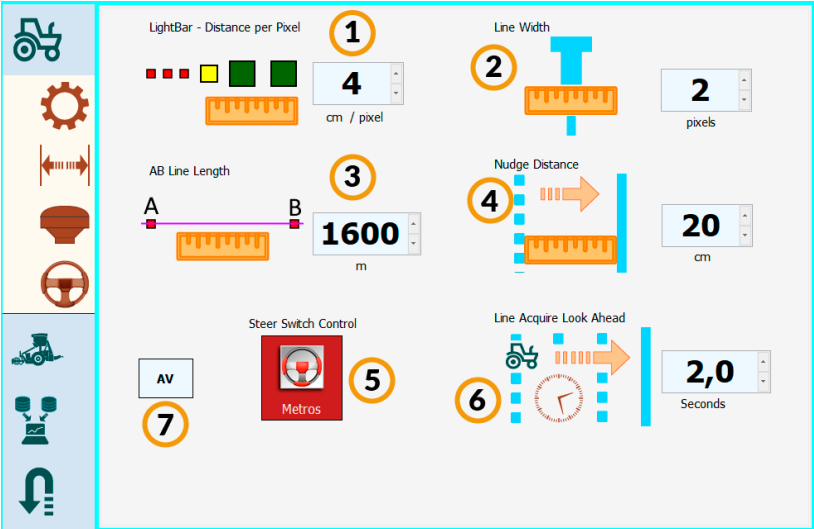 LightBar - Distance per Pixel
1
4
cm / pixel
Line Width
2
2
pixels
AB Line Length
3
A
B
1600
m
Nudge Distance
4
20
cm
Steer Switch Control
Metros
5
AV
7
Line Acquire Look Ahead
6
2,0
Seconds